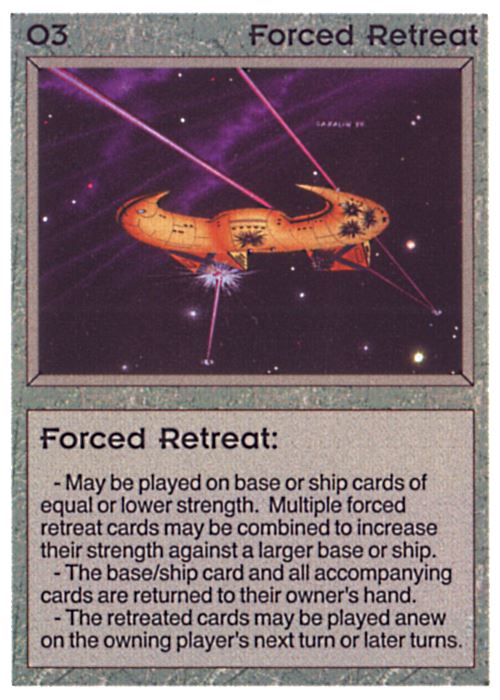 03 Forced Retreat
Forced Retreat:
- May be played on base or ship cards of
equal or lower strength. Multiple forced
retreat cards may be combined to increase
their strength against a larger base or ship.
- The base/ship card and all accompanying
cards are returned to their owner's hand.
- The retreated cards may be played anew
on the owning player's next turn or later turns.